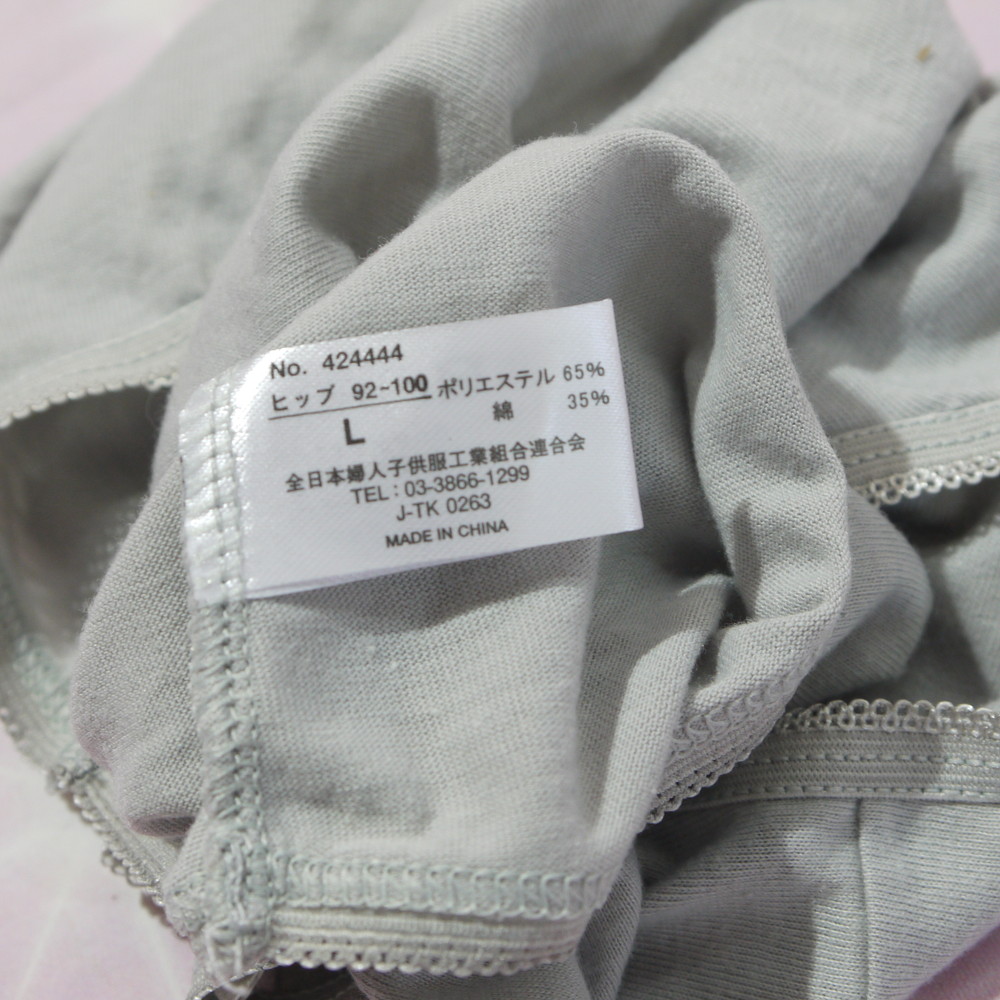 No. 424444
ヒップ 92~100 ポリエステル 65%
L 綿 35%
全日本婦人子供服工業組合連合会
TEL: 03-3866-1299
J-TK 0263
MADE IN CHINA